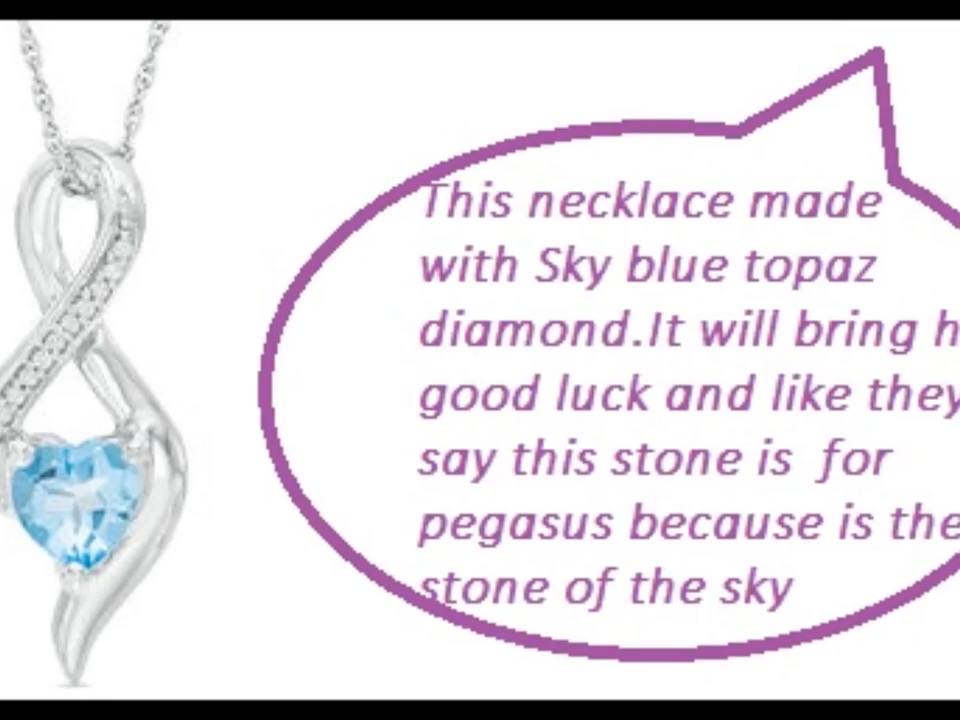 This necklace made
with Sky blue topaz
diamond.It will bring h
good luck and like they
say this stone is  for
pegasus because is the
stone of the sky